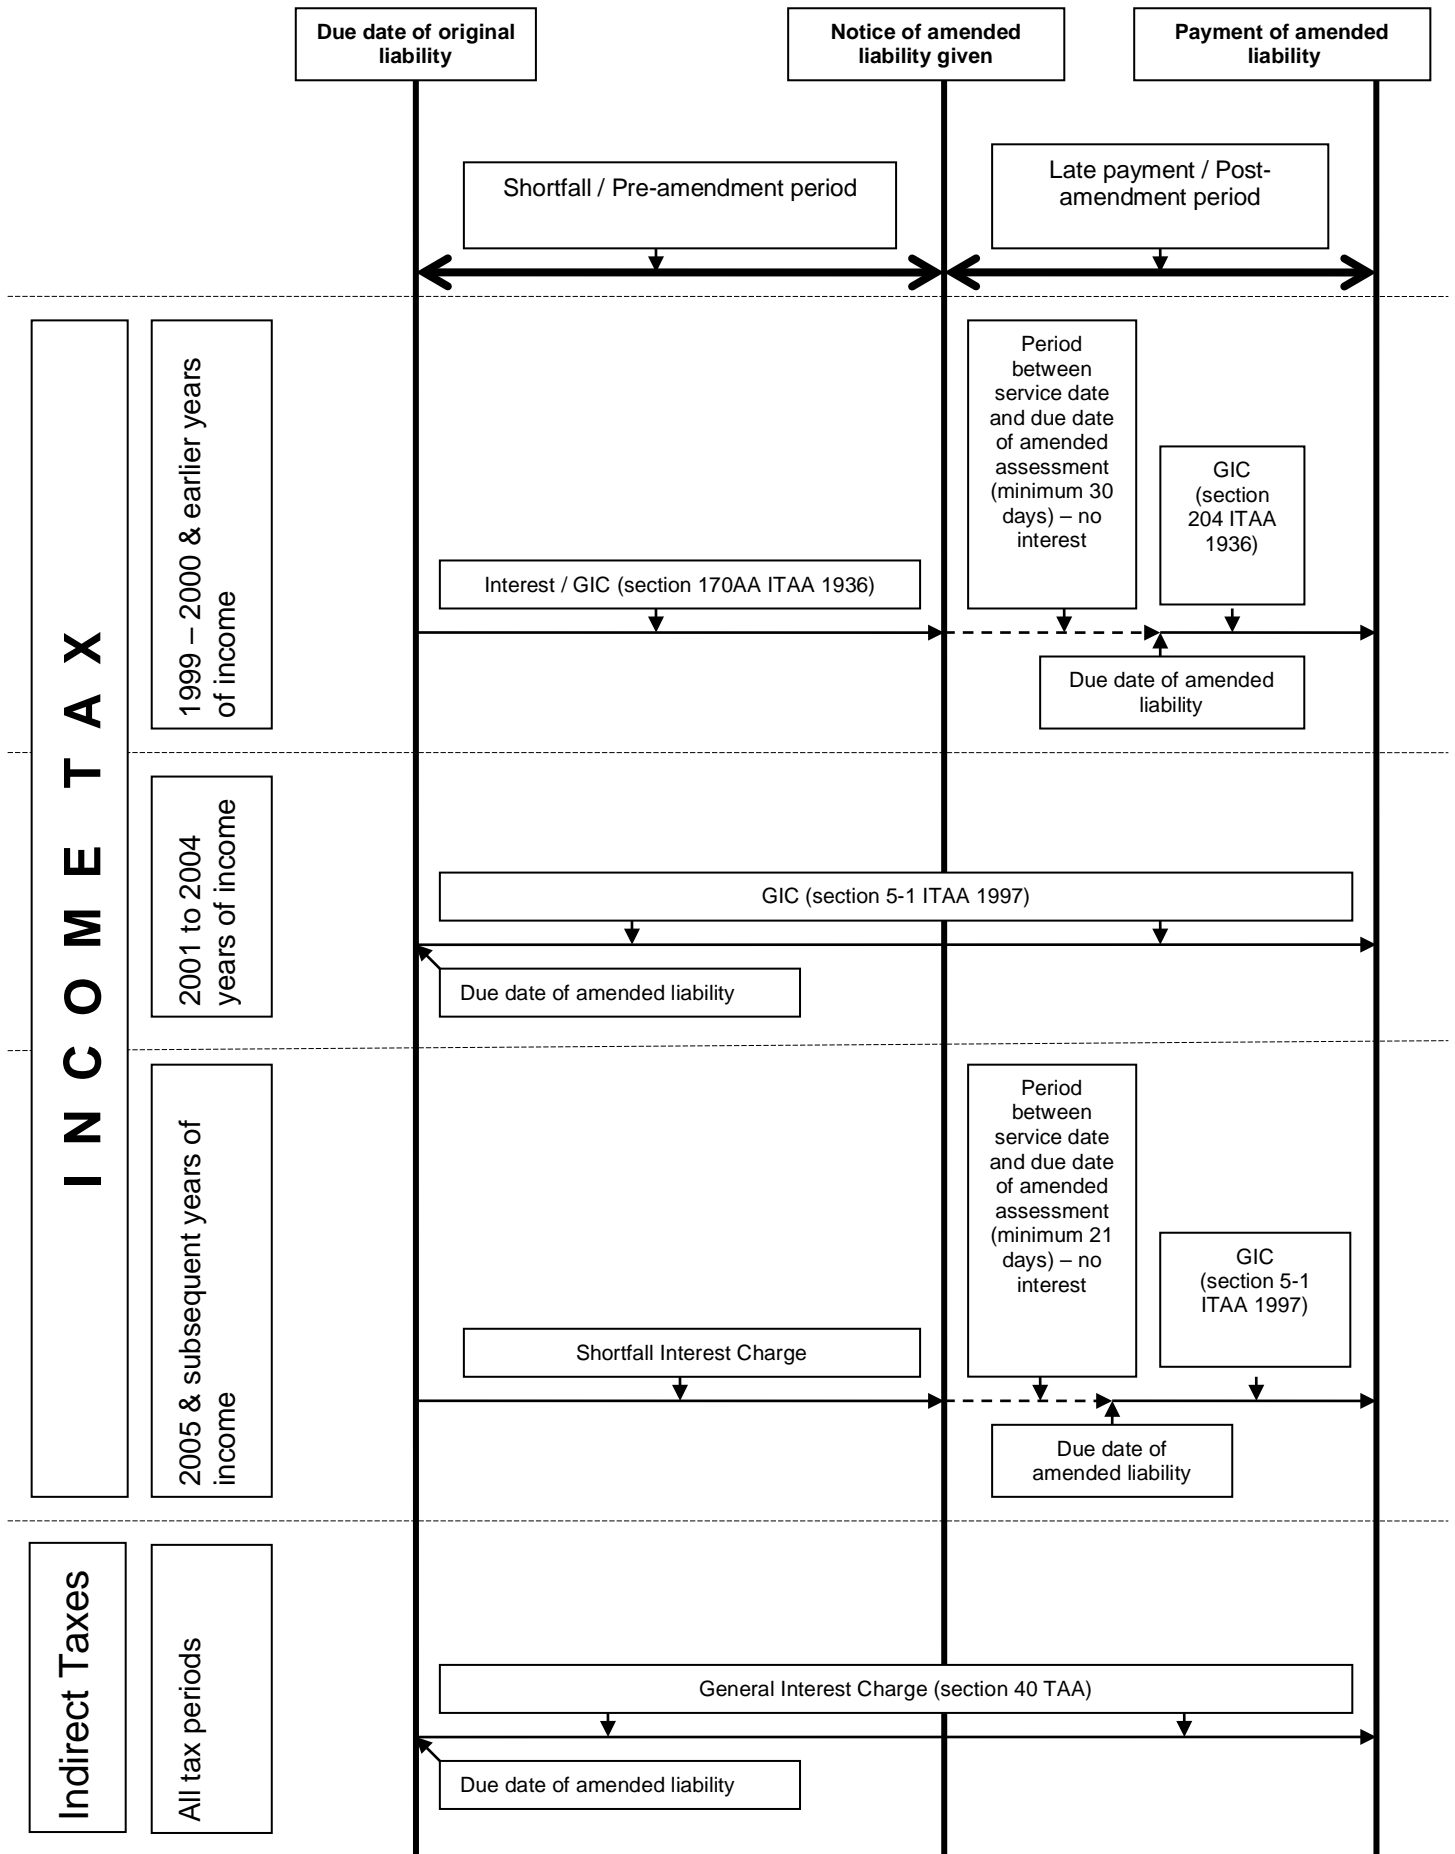 Due date of original
liability
Notice of amended
liability given
Payment of amended
liability
Shortfall / Pre-amendment period
Late payment / Post-
amendment period
INCOME TAX
1999 – 2000 & earlier years
of income
Interest / GIC (section 170AA ITAA 1936)
Period
between
service date
and due date
of amended
assessment
(minimum 30
days) – no
interest
GIC
(section
204 ITAA
1936)
Due date of amended
liability
2001 to 2004
years of income
GIC (section 5-1 ITAA 1997)
Due date of amended liability
2005 & subsequent years of
income
Shortfall Interest Charge
Period
between
service date
and due date
of amended
assessment
(minimum 21
days) – no
interest
GIC
(section 5-1
ITAA 1997)
Due date of
amended liability
Indirect Taxes
All tax periods
General Interest Charge (section 40 TAA)
Due date of amended liability